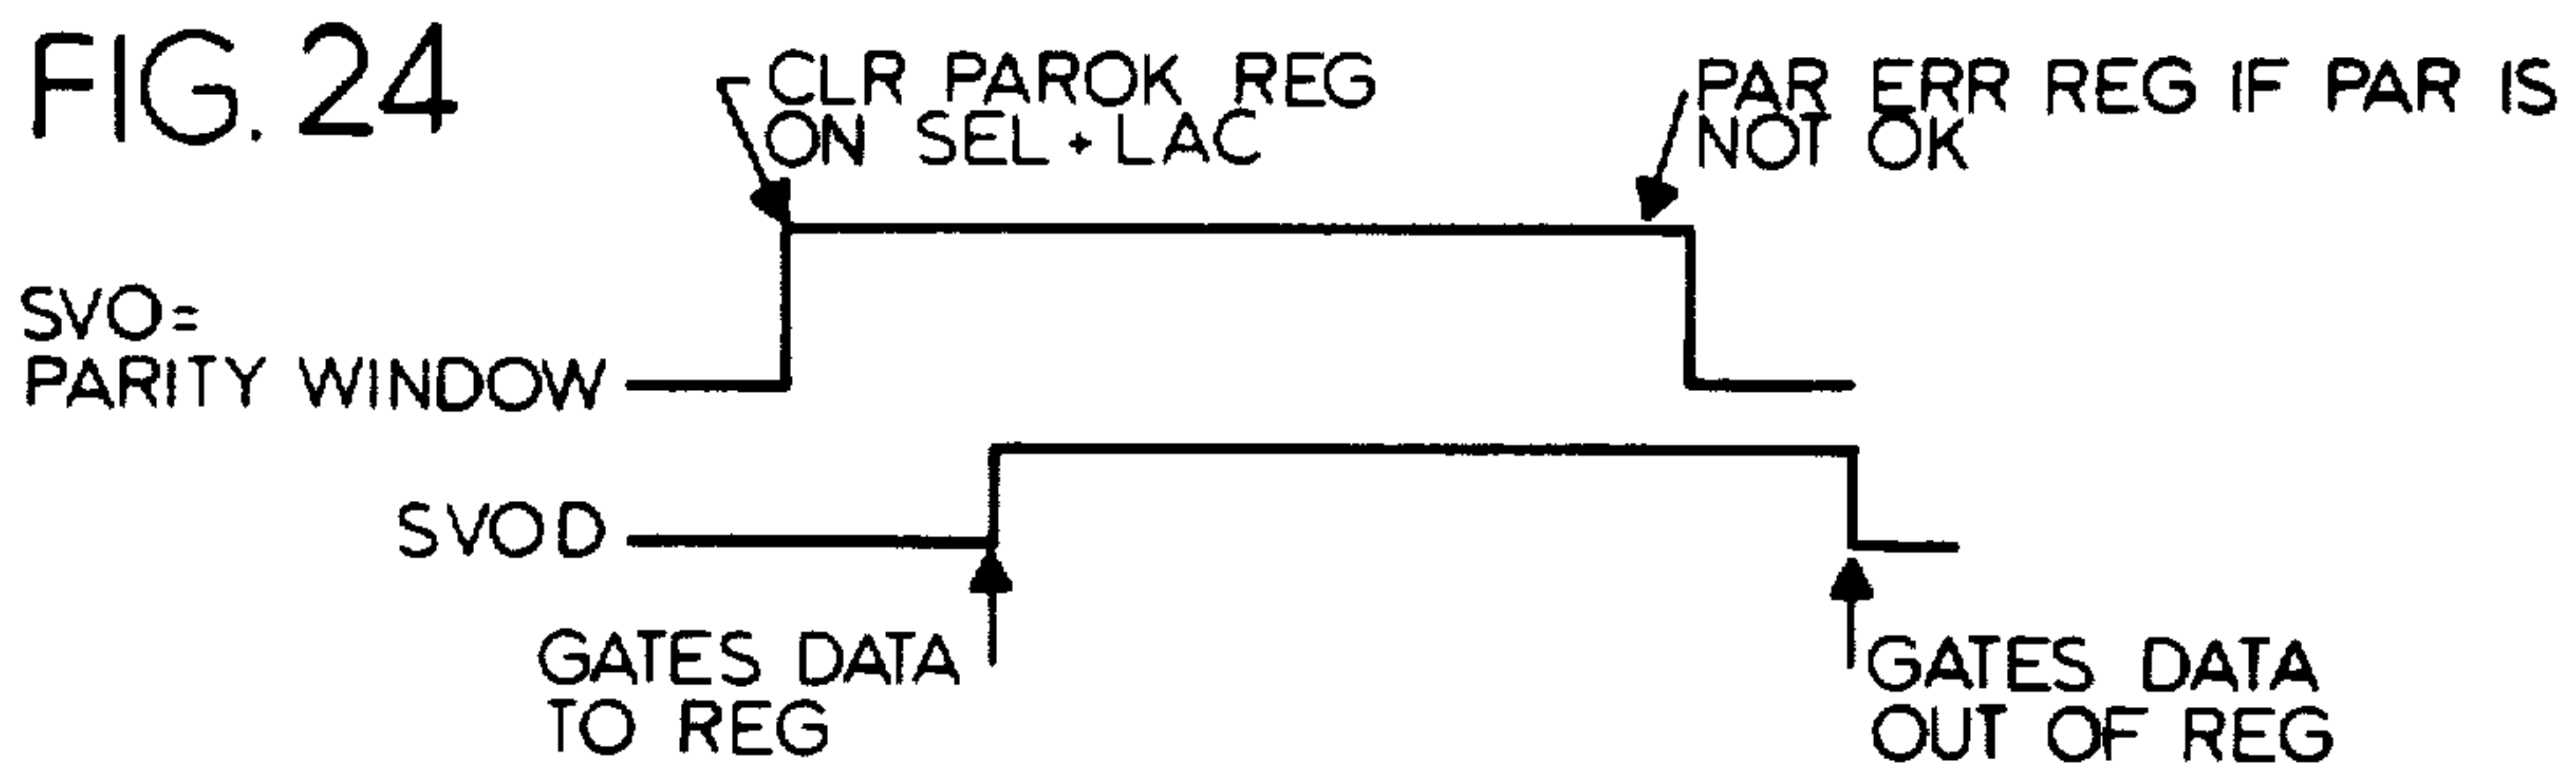 FIG. 24
CLR PAROK REG
ON SEL + LAC
PAR ERR REG IF PAR IS
NOT OK
SVO=
PARITY WINDOW
SVOD
GATES DATA
TO REG
GATES DATA
OUT OF REG